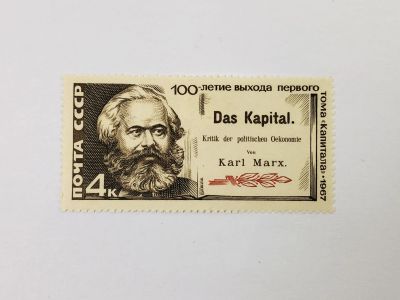 ПОЧТА СССР
4к
100-летие выхода первого
тома «Капитала» • 1967
Das Kapital.
Kritik der politischen Oekonomie
Von
Karl Marx.